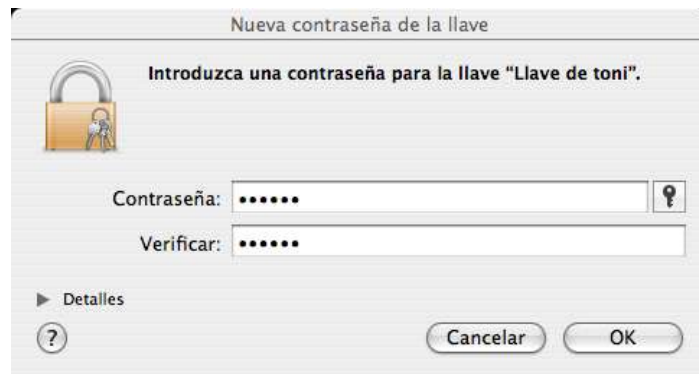 Nueva contraseña de la llave
Introduzca una contraseña para la llave “Llave de toni”.
Contraseña: ••••••
Verificar: ••••••
Detalles
?
Cancelar
OK